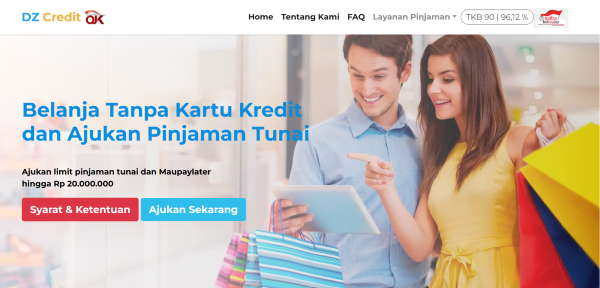 DZ Credit
Home Tentang Kami FAQ Layanan Pinjaman TKB 90 | 96,12 %
Belanja Tanpa Kartu Kredit
dan Ajukan Pinjaman Tunai
Ajukan limit pinjaman tunai dan Maupaylater
hingga Rp 20.000.000
Syarat & Ketentuan Ajukan Sekarang